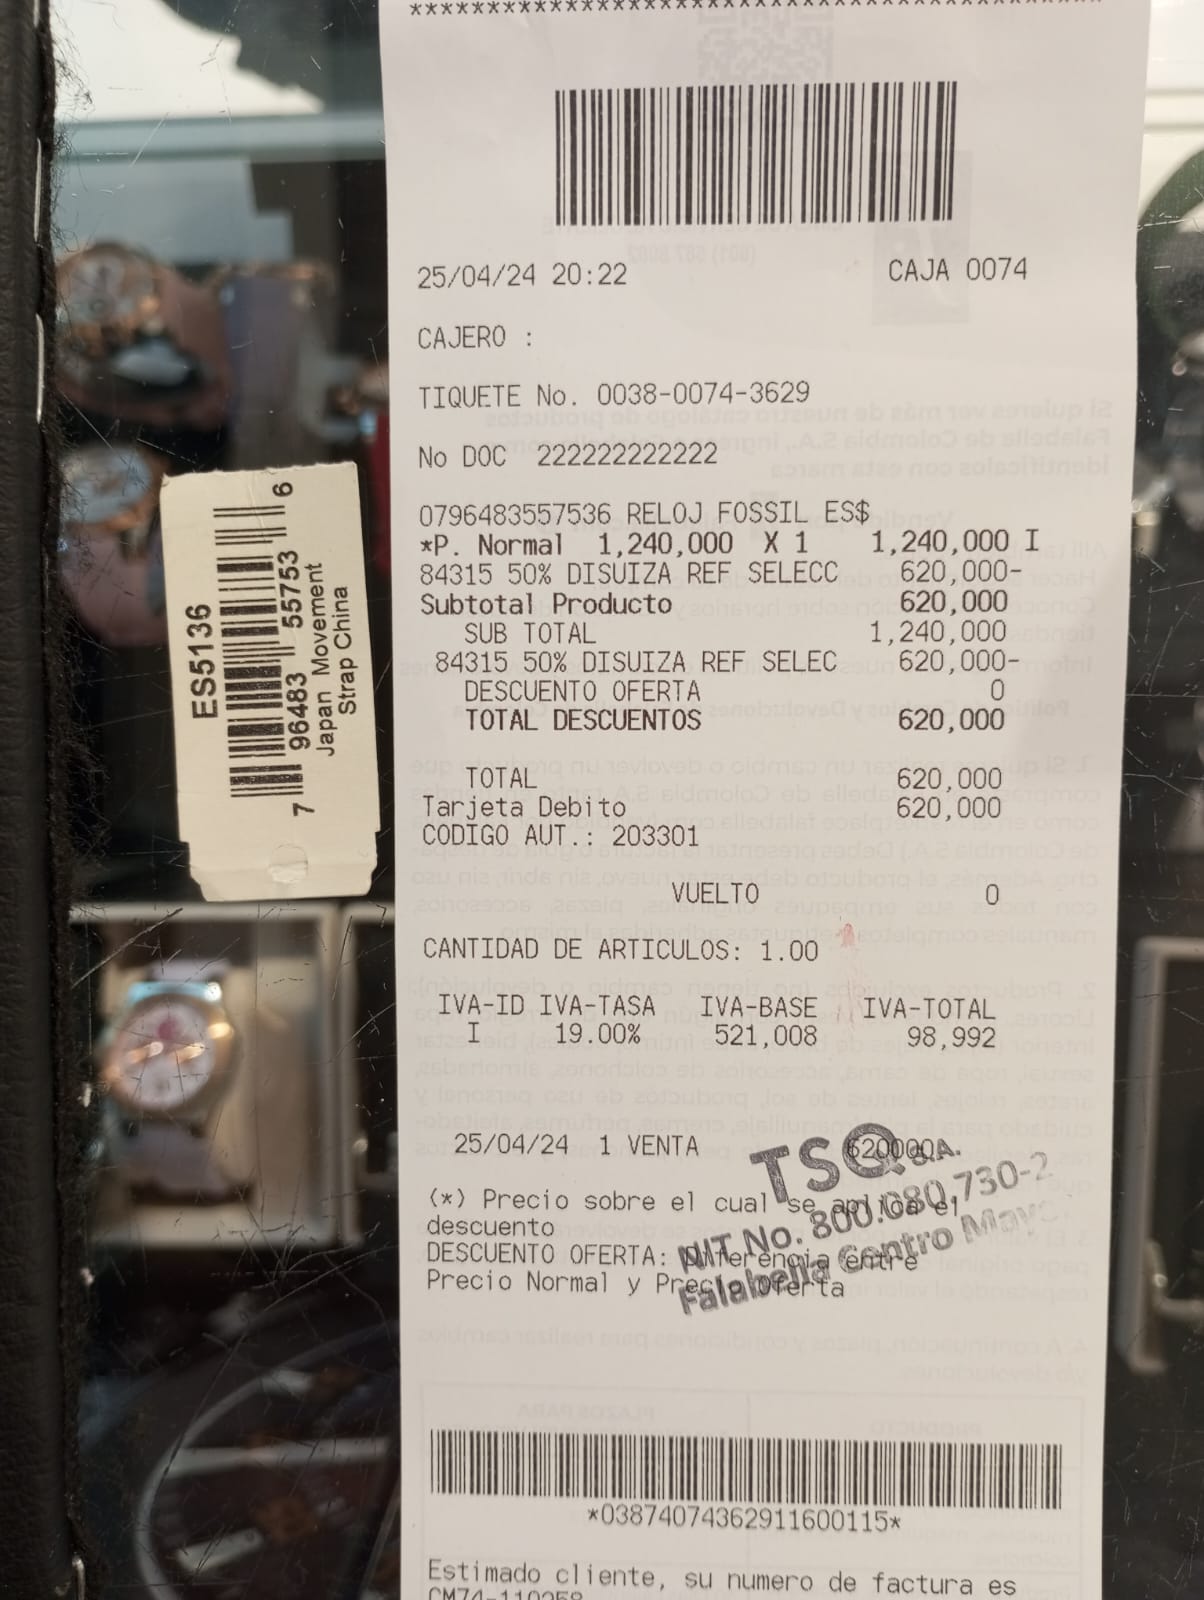 ES5136
7 96483 55753 6
Japan Movement
Strap China
****************************************
25/04/24 20:22 CAJA 0074
CAJERO :
TIQUETE No. 0038-0074-3629
No DOC 222222222222
0796483557536 RELOJ FOSSIL ES$
*P. Normal 1,240,000 X 1 1,240,000 I
84315 50% DISUIZA REF SELECC 620,000-
Subtotal Producto 620,000
SUB TOTAL 1,240,000
84315 50% DISUIZA REF SELEC 620,000-
DESCUENTO OFERTA 0
TOTAL DESCUENTOS 620,000
TOTAL 620,000
Tarjeta Debito 620,000
CODIGO AUT.: 203301
VUELTO 0
CANTIDAD DE ARTICULOS: 1.00
IVA-ID IVA-TASA IVA-BASE IVA-TOTAL
I 19.00% 521,008 98,992
25/04/24 1 VENTA 620000
(*) Precio sobre el cual se aplica el
descuento
DESCUENTO OFERTA: Diferencia entre
Precio Normal y Precio Oferta
TSQ S.A.
NIT No. 800.080.730-2
Falabella Centro Mayo
*03874074362911600115*
Estimado cliente, su numero de factura es
CM74-110258